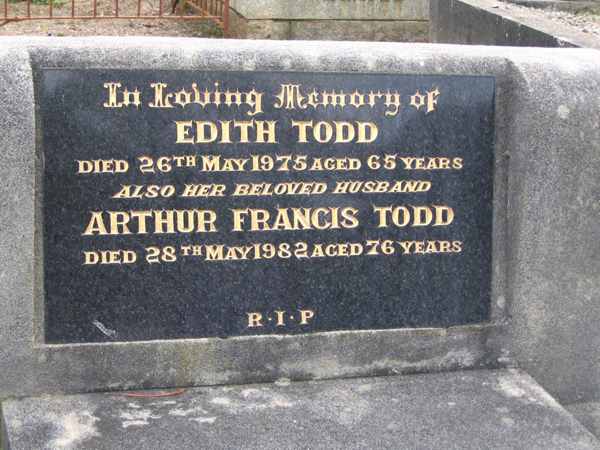 In Loving Memory of
EDITH TODD
DIED 26TH MAY 1975 AGED 65 YEARS
ALSO HER BELOVED HUSBAND
ARTHUR FRANCIS TODD
DIED 28TH MAY 1982 AGED 76 YEARS
R·I·P